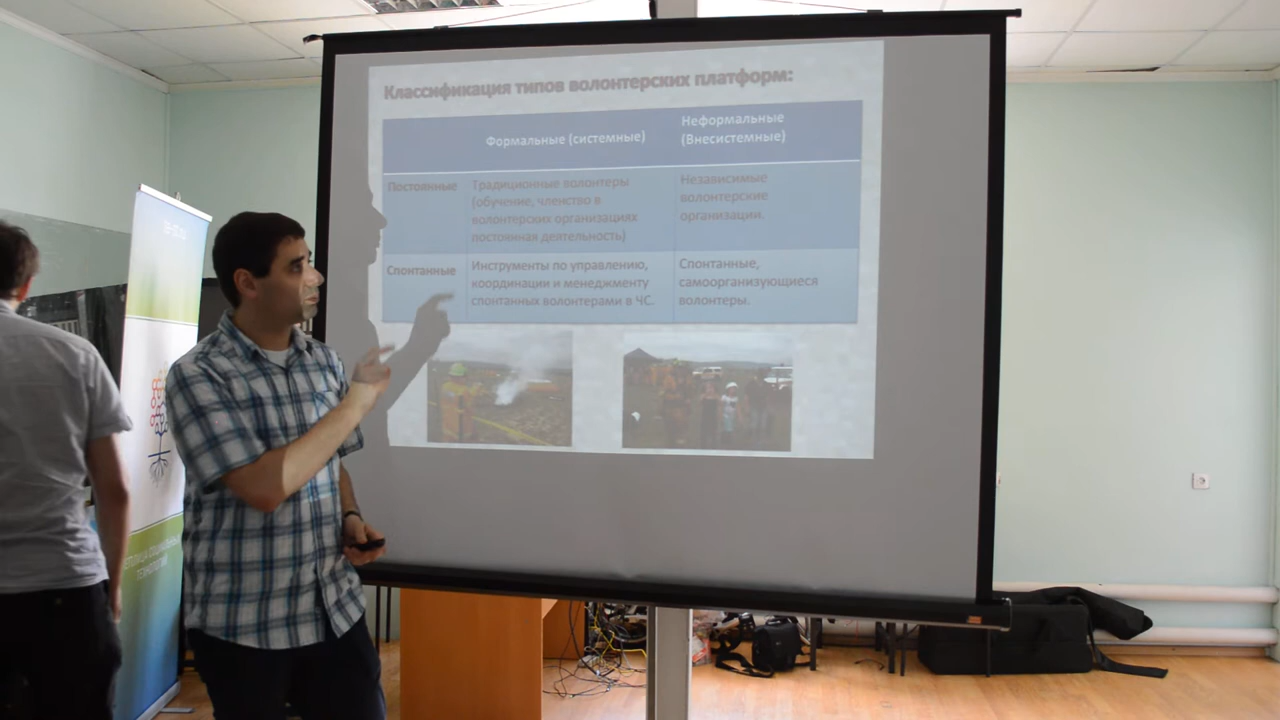 Классификация типов волонтерских платформ:
Формальные (системные)
Неформальные
(Внесистемные)
Постоянные
Традиционные волонтеры
(обучение, членство в
волонтерских организациях
постоянная деятельность)
Независимые
волонтерские
организации.
Спонтанные
Инструменты по управлению,
координации и менеджменту
спонтанных волонтерами в ЧС.
Спонтанные,
самоорганизующиеся
волонтеры.
ТЕХНОЛОГИЙ